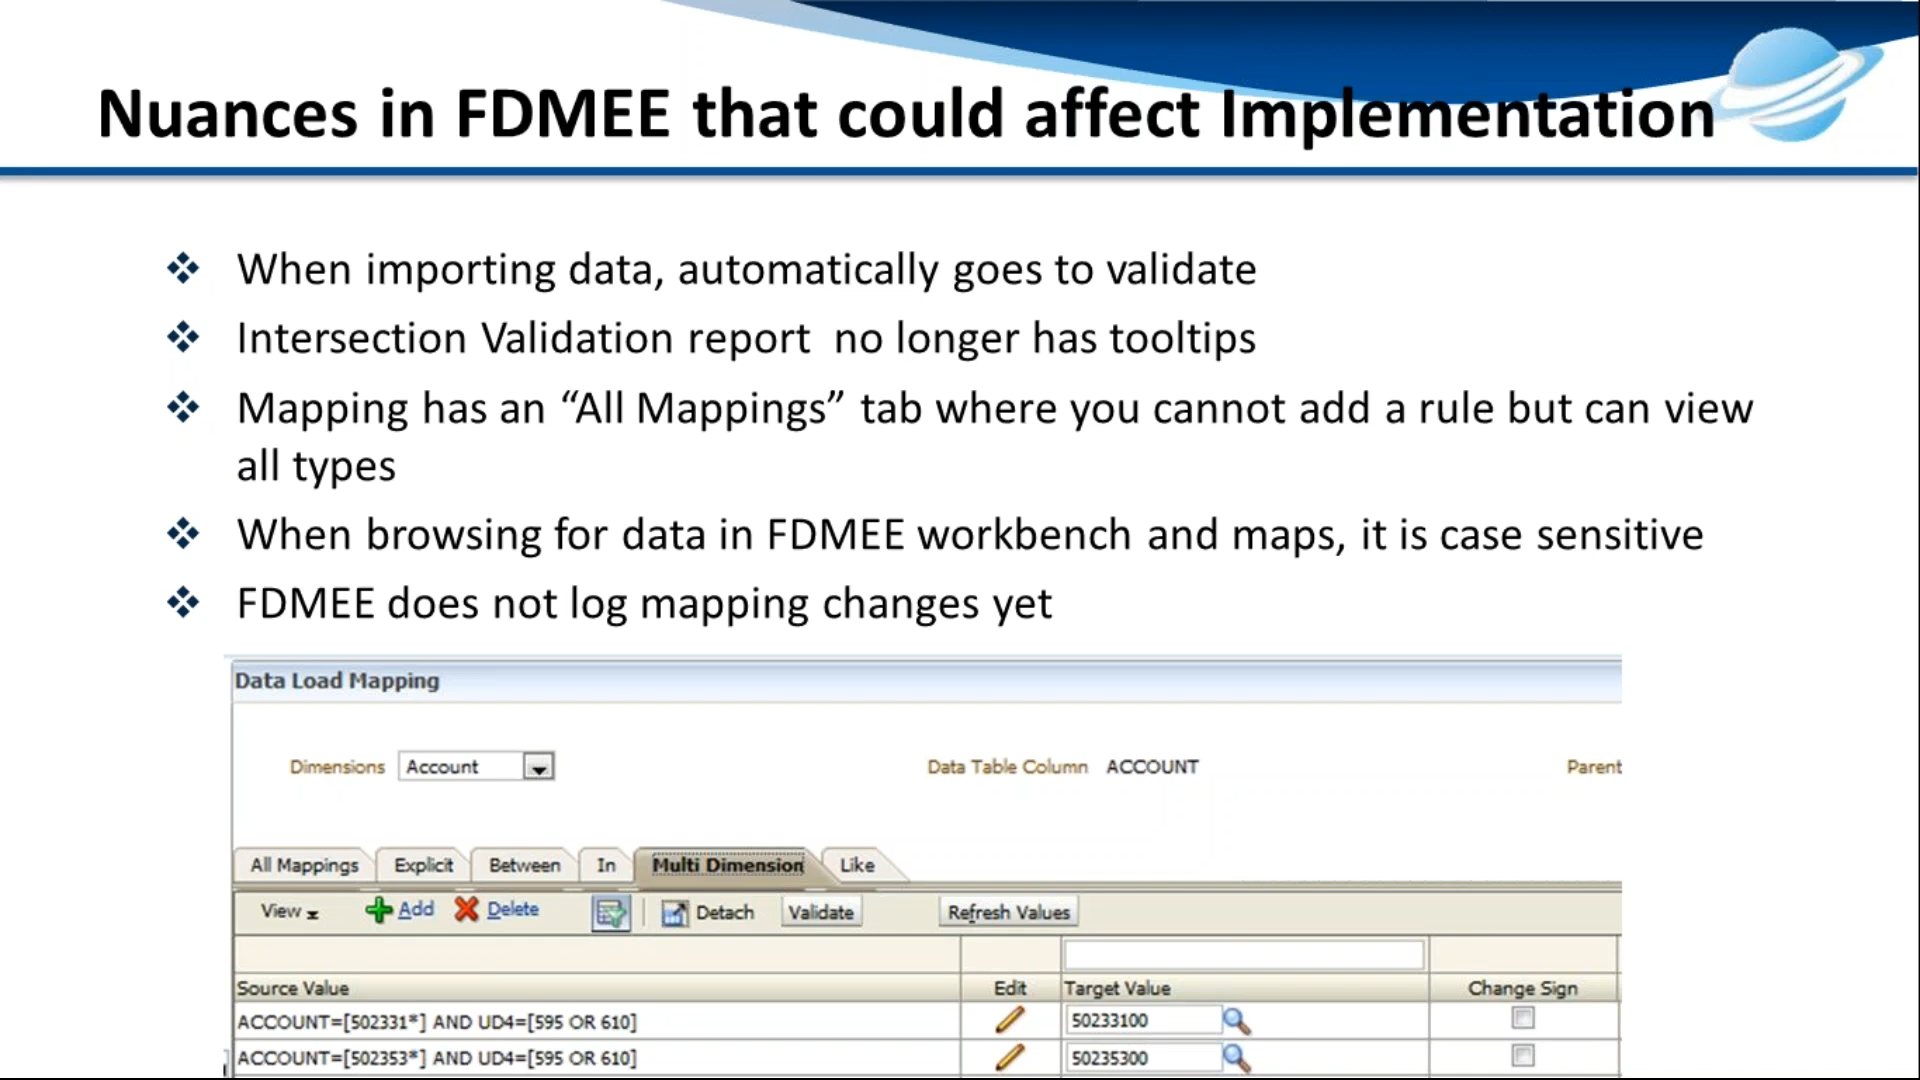 Nuances in FDMEE that could affect Implementation
When importing data, automatically goes to validate
Intersection Validation report  no longer has tooltips
Mapping has an “All Mappings” tab where you cannot add a rule but can view
all types
When browsing for data in FDMEE workbench and maps, it is case sensitive
FDMEE does not log mapping changes yet
Data Load Mapping
Dimensions Account Data Table Column ACCOUNT Parent
All Mappings Explicit Between In Multi Dimension Like
View Add Delete Detach Validate Refresh Values
Source Value Edit Target Value Change Sign
ACCOUNT=[502331*] AND UD4=[595 OR 610] 50233100
ACCOUNT=[502353*] AND UD4=[595 OR 610] 50235300